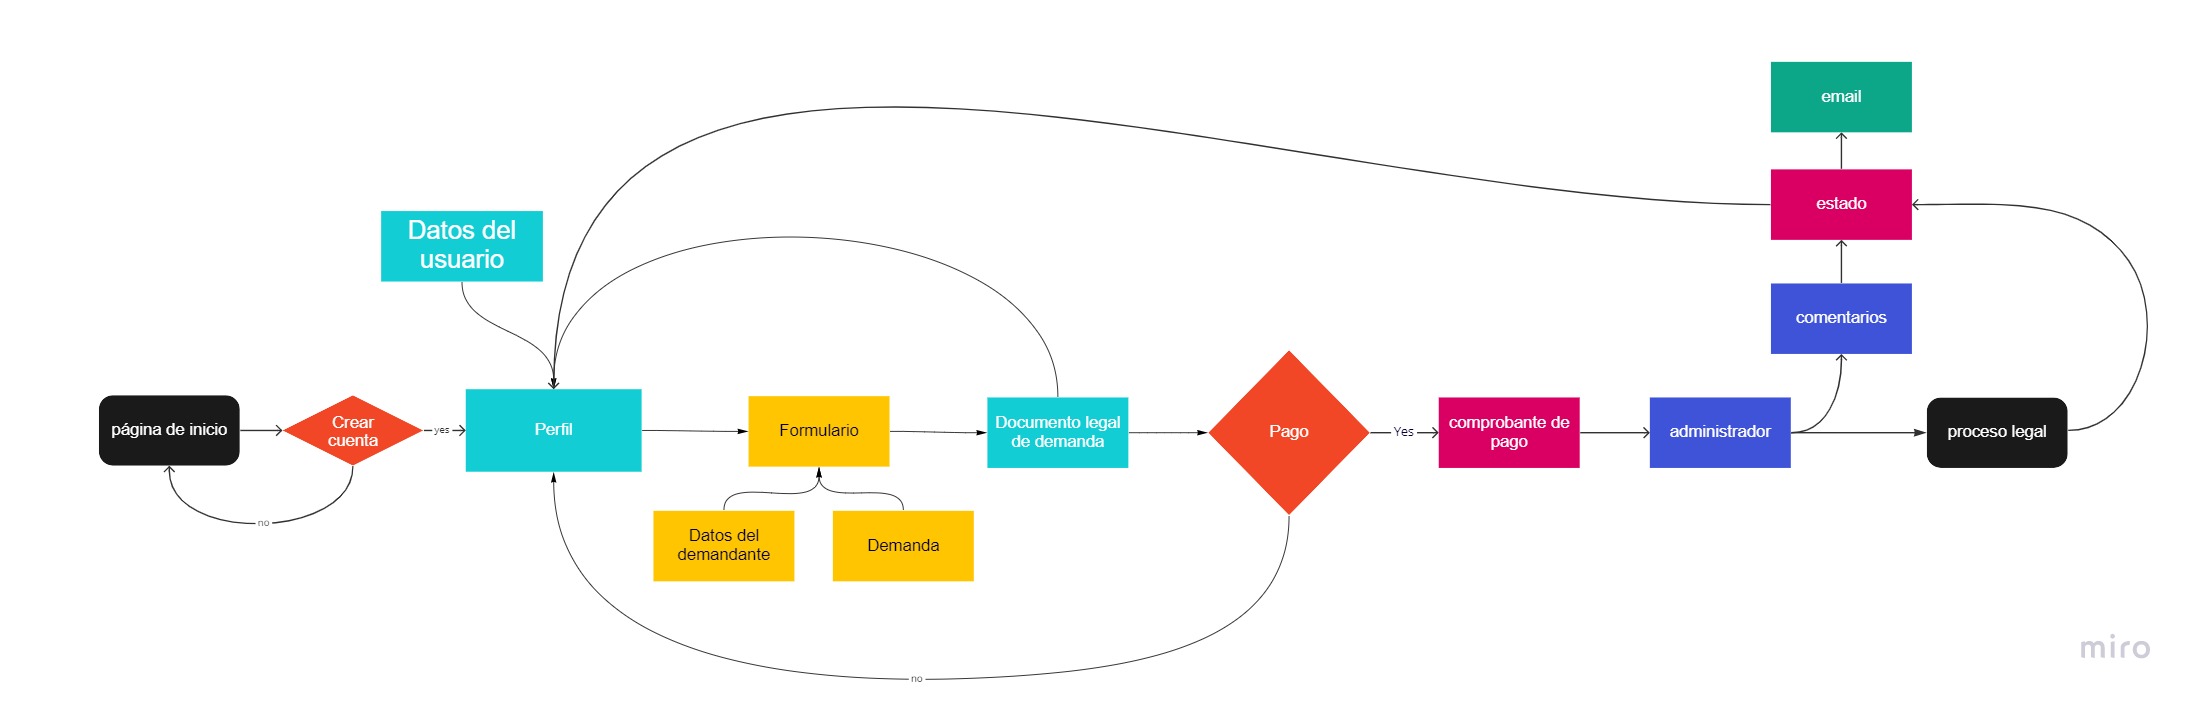 email
estado
Datos del
usuario
comentarios
página de inicio
Crear
cuenta
yes
Perfil
Formulario
Documento legal
de demanda
Pago
Yes
comprobante de
pago
administrador
proceso legal
no
Datos del
demandante
Demanda
no
miro